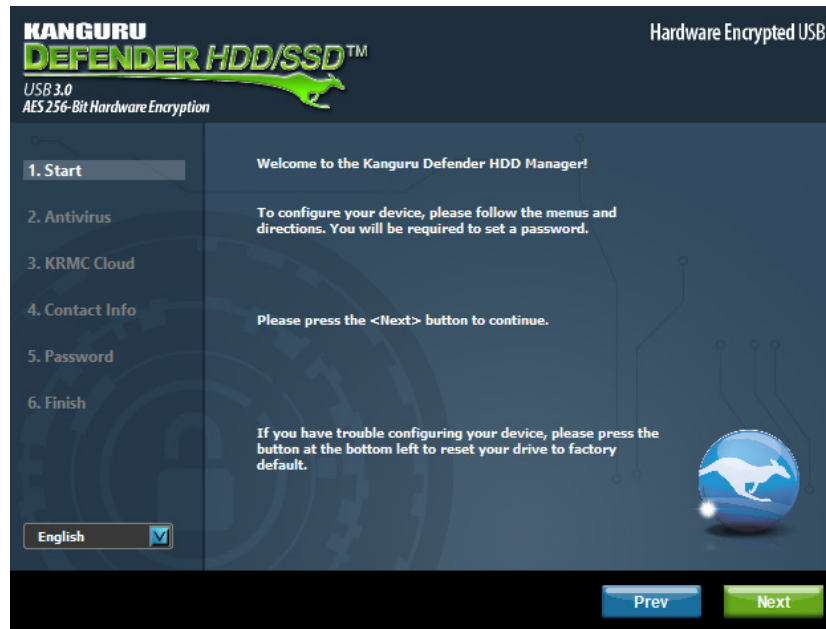 KANGURU
DEFENDER HDD/SSD™
USB 3.0
AES 256-Bit Hardware Encryption
Hardware Encrypted USB
1. Start
2. Antivirus
3. KRMC Cloud
4. Contact Info
5. Password
6. Finish
English
Welcome to the Kanguru Defender HDD Manager!
To configure your device, please follow the menus and
directions. You will be required to set a password.
Please press the <Next> button to continue.
If you have trouble configuring your device, please press the
button at the bottom left to reset your drive to factory
default.
Prev
Next